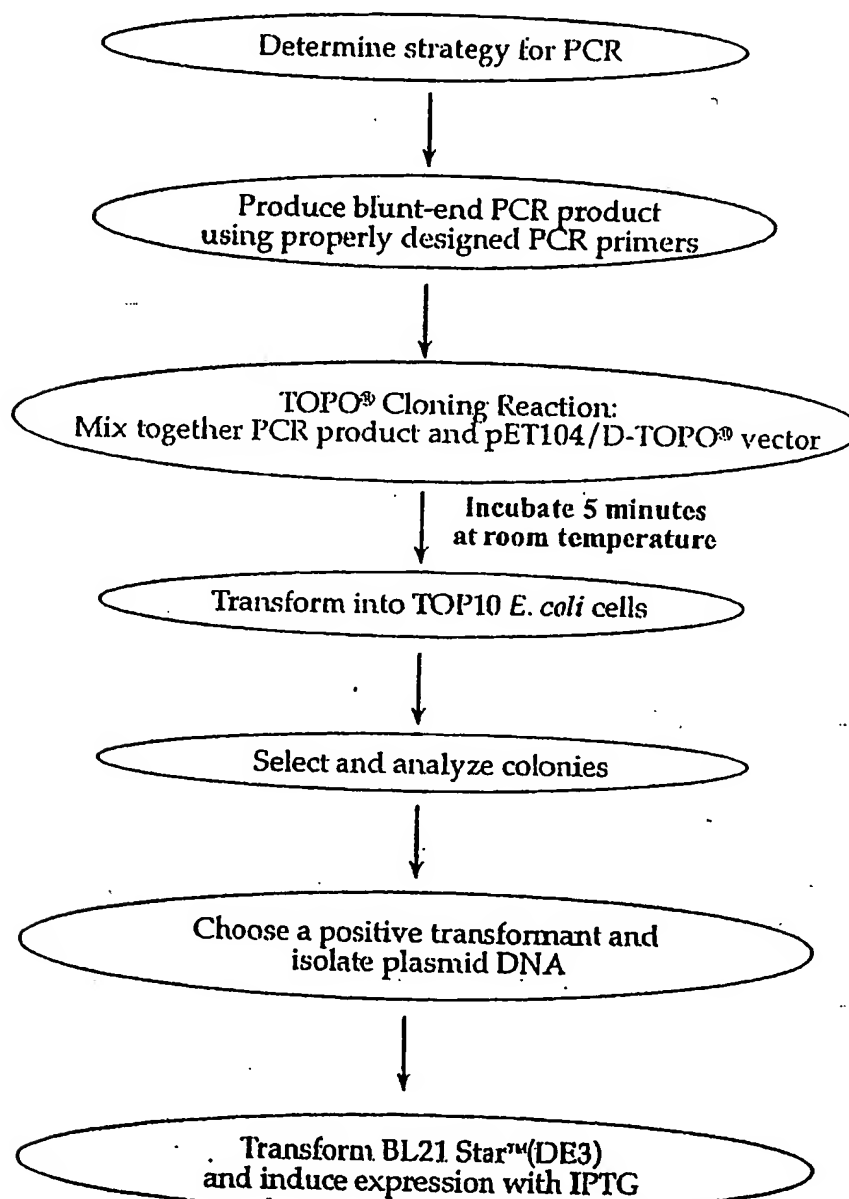 Determine strategy for PCR
Produce blunt-end PCR product
using properly designed PCR primers
TOPO® Cloning Reaction:
Mix together PCR product and pET104/D-TOPO® vector
Incubate 5 minutes
at room temperature
Transform into TOP10 E. coli cells
Select and analyze colonies
Choose a positive transformant and
isolate plasmid DNA
Transform BL21 Star™(DE3)
and induce expression with IPTG